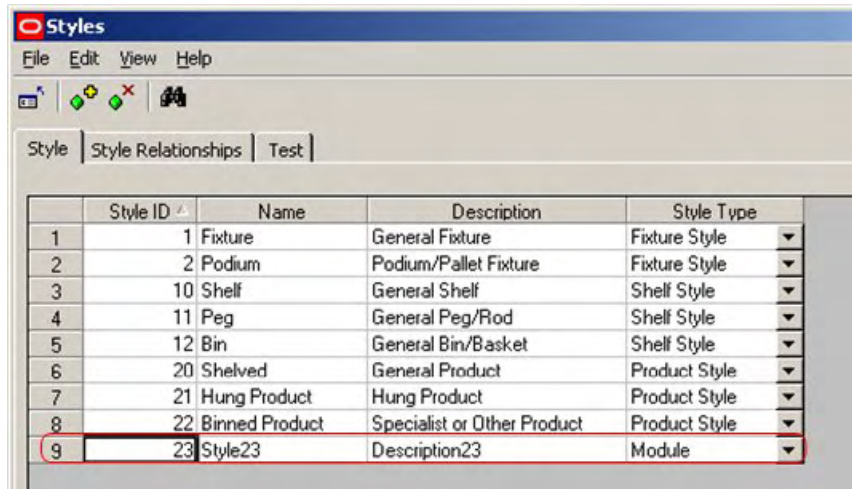 Styles
File Edit View Help
Style Style Relationships Test
Style ID Name Description Style Type
1 1 Fixture General Fixture Fixture Style
2 2 Podium Podium/Pallet Fixture Fixture Style
3 10 Shelf General Shelf Shelf Style
4 11 Peg General Peg/Rod Shelf Style
5 12 Bin General Bin/Basket Shelf Style
6 20 Shelved General Product Product Style
7 21 Hung Product Hung Product Product Style
8 22 Binned Product Specialist or Other Product Product Style
9 23 Style23 Description23 Module